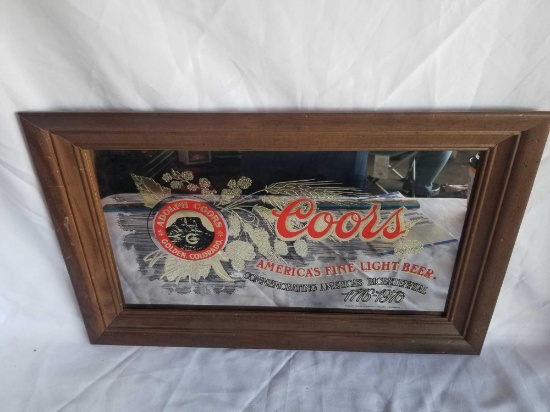 ADOLPH COORS
GOLDEN, COLORADO.
Coors
AMERICA'S FINE LIGHT BEER.
COMMEMORATING AMERICA'S BICENTENNIAL
1776-1976